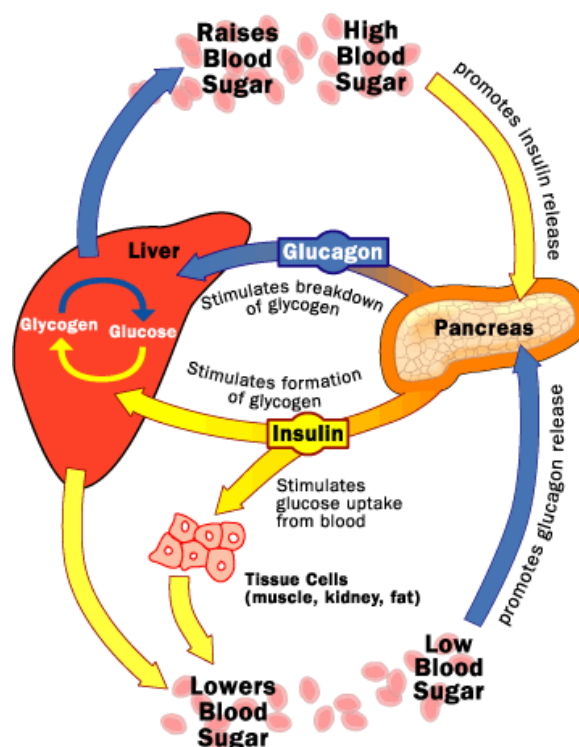 Raises
Blood
Sugar
High
Blood
Sugar
promotes insulin release
Liver
Glucagon
Stimulates breakdown
of glycogen
Glycogen
Glucose
Pancreas
Stimulates formation
of glycogen
Insulin
Stimulates
glucose uptake
from blood
Tissue Cells
(muscle, kidney, fat)
promotes glucagon release
Low
Blood
Sugar
Lowers
Blood
Sugar